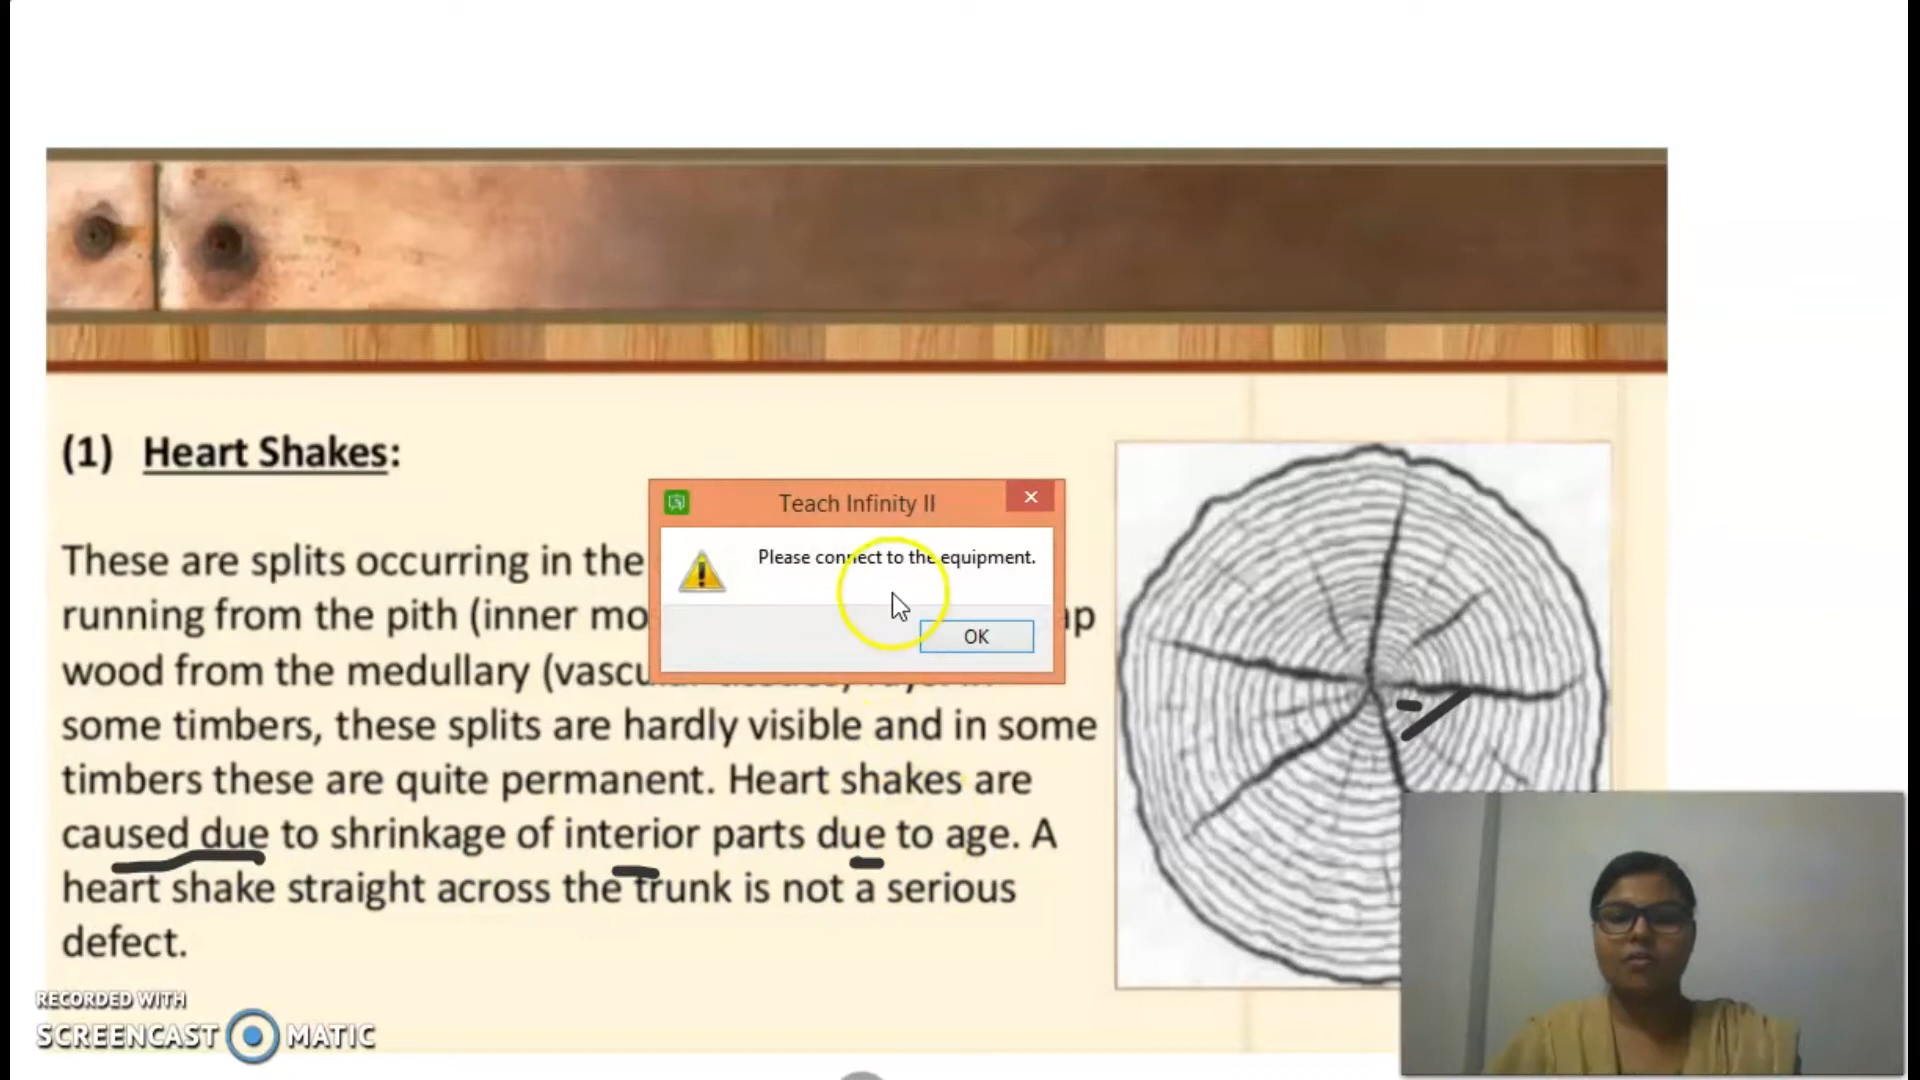 (1) Heart Shakes:
These are splits occurring in the
running from the pith (inner mo ap
wood from the medullary
some timbers, these splits are hardly visible and in some
timbers these are quite permanent. Heart shakes are
caused due to shrinkage of interior parts due to age. A
heart shake straight across the trunk is not a serious
defect.
Teach Infinity II
Please connect to the equipment.
OK
RECORDED WITH
SCREENCAST MATIC